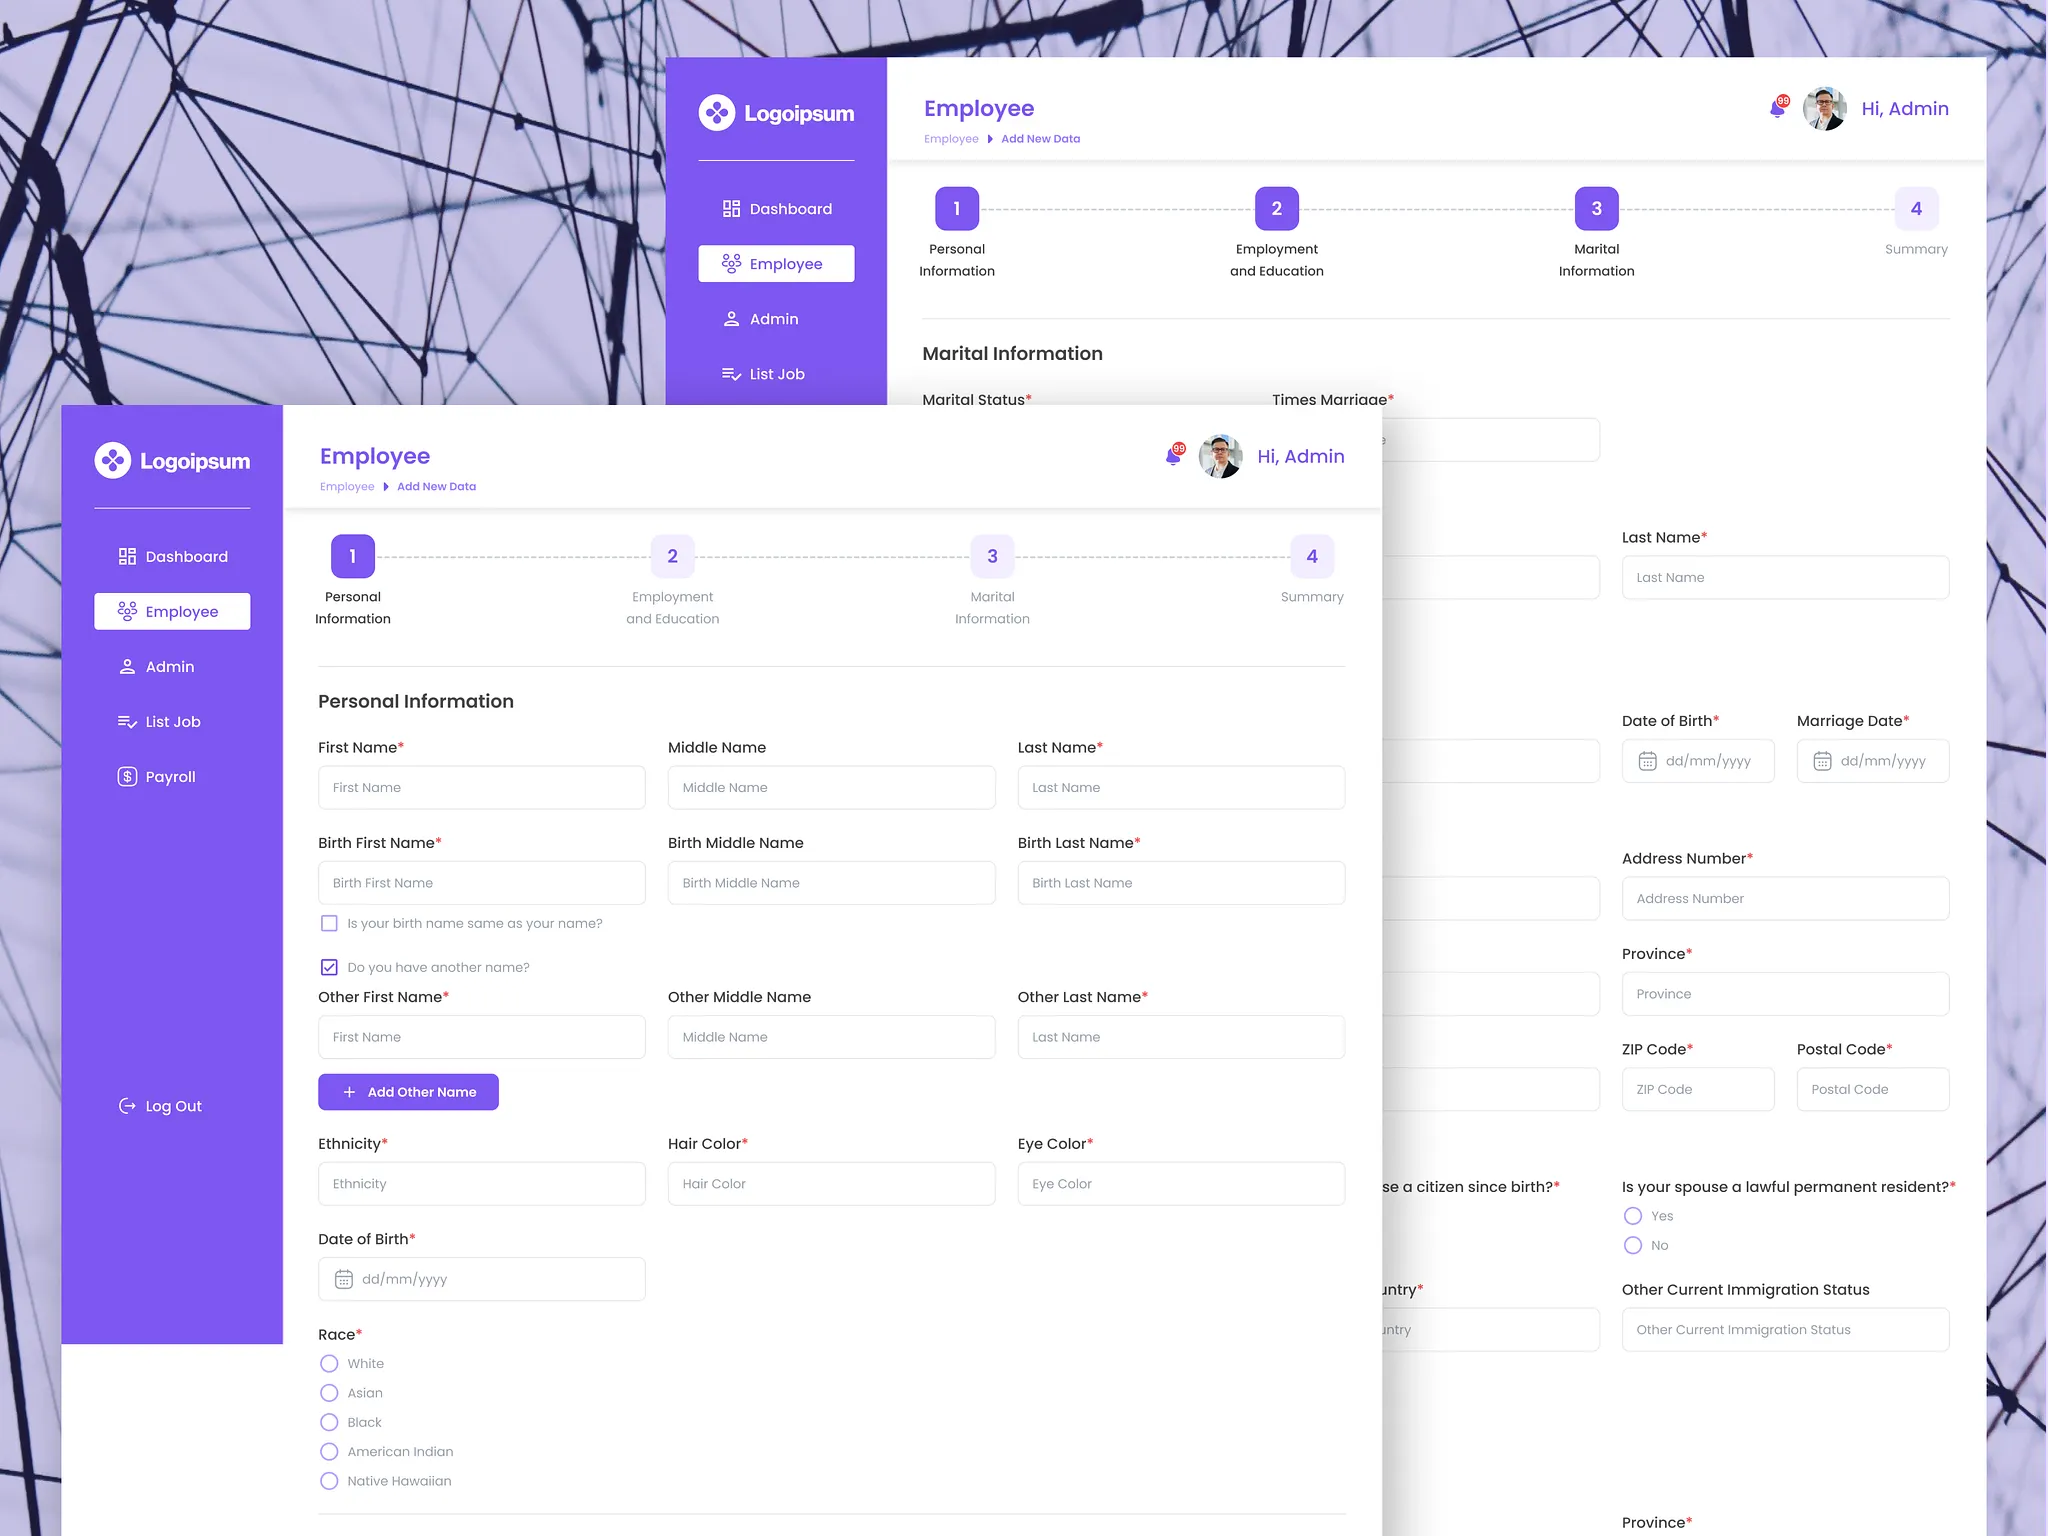 Logoipsum
Dashboard
Employee
Admin
List Job
Employee
Employee Add New Data
99
Hi, Admin
1
2
3
4
Personal
Information
Employment
and Education
Marital
Information
Summary
Marital Information
Marital Status*
Times Marriage*
Last Name*
Last Name
Date of Birth*
Marriage Date*
dd/mm/yyyy
dd/mm/yyyy
Address Number*
Address Number
Province*
Province
ZIP Code*
Postal Code*
ZIP Code
Postal Code
se a citizen since birth?*
Is your spouse a lawful permanent resident?*
Yes
No
untry*
Other Current Immigration Status
untry
Other Current Immigration Status
Province*
Logoipsum
Dashboard
Employee
Admin
List Job
$ Payroll
Log Out
Employee
Employee Add New Data
99
Hi, Admin
1
2
3
4
Personal
Information
Employment
and Education
Marital
Information
Summary
Personal Information
First Name*
Middle Name
Last Name*
First Name
Middle Name
Last Name
Birth First Name*
Birth Middle Name
Birth Last Name*
Birth First Name
Birth Middle Name
Birth Last Name
Is your birth name same as your name?
Do you have another name?
Other First Name*
Other Middle Name
Other Last Name*
First Name
Middle Name
Last Name
+ Add Other Name
Ethnicity*
Hair Color*
Eye Color*
Ethnicity
Hair Color
Eye Color
Date of Birth*
dd/mm/yyyy
Race*
White
Asian
Black
American Indian
Native Hawaiian